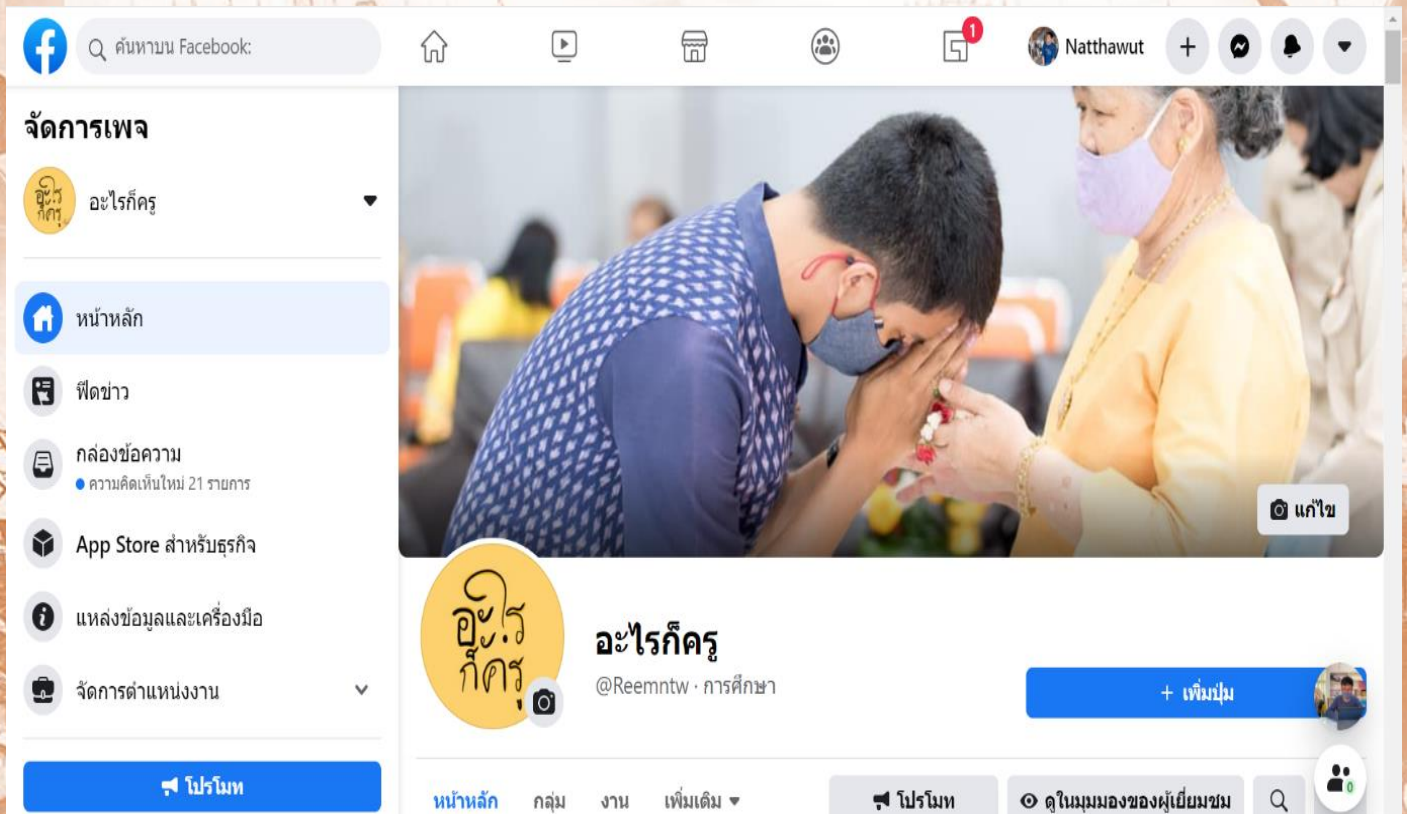 ค้นหาบน Facebook:
1
Natthawut
จัดการเพจ
อะไรก็ครู
อะไรก็ครู
หน้าหลัก
ฟีดข่าว
กล่องข้อความ
ความคิดเห็นใหม่ 21 รายการ
App Store สำหรับธุรกิจ
แหล่งข้อมูลและเครื่องมือ
จัดการตำแหน่งงาน
โปรโมท
แก้ไข
อะไรก็ครู
อะไรก็ครู
@Reemntw · การศึกษา
+ เพิ่มปุ่ม
หน้าหลัก กลุ่ม งาน เพิ่มเติม
โปรโมท
ดูในมุมมองของผู้เยี่ยมชม
0